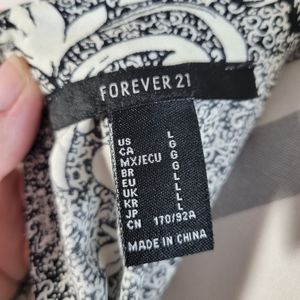 FOREVER 21
US L
CA G
MX/ECU G
BR G
EU L
UK L
KR L
JP L
CN 170/92A
MADE IN CHINA